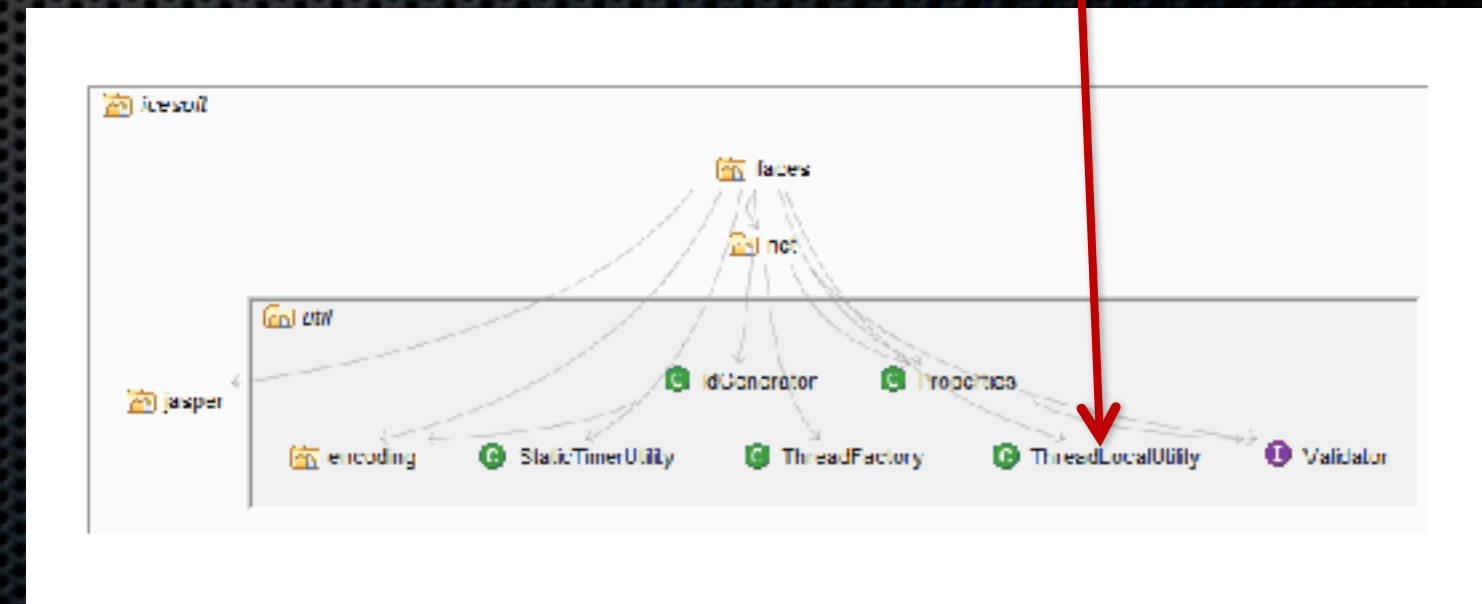 icesoft
faces
net
util
IdGenerator
Properties
jasper
encoding
StaticTimerUtility
ThreadFactory
ThreadLocalUtility
Validator